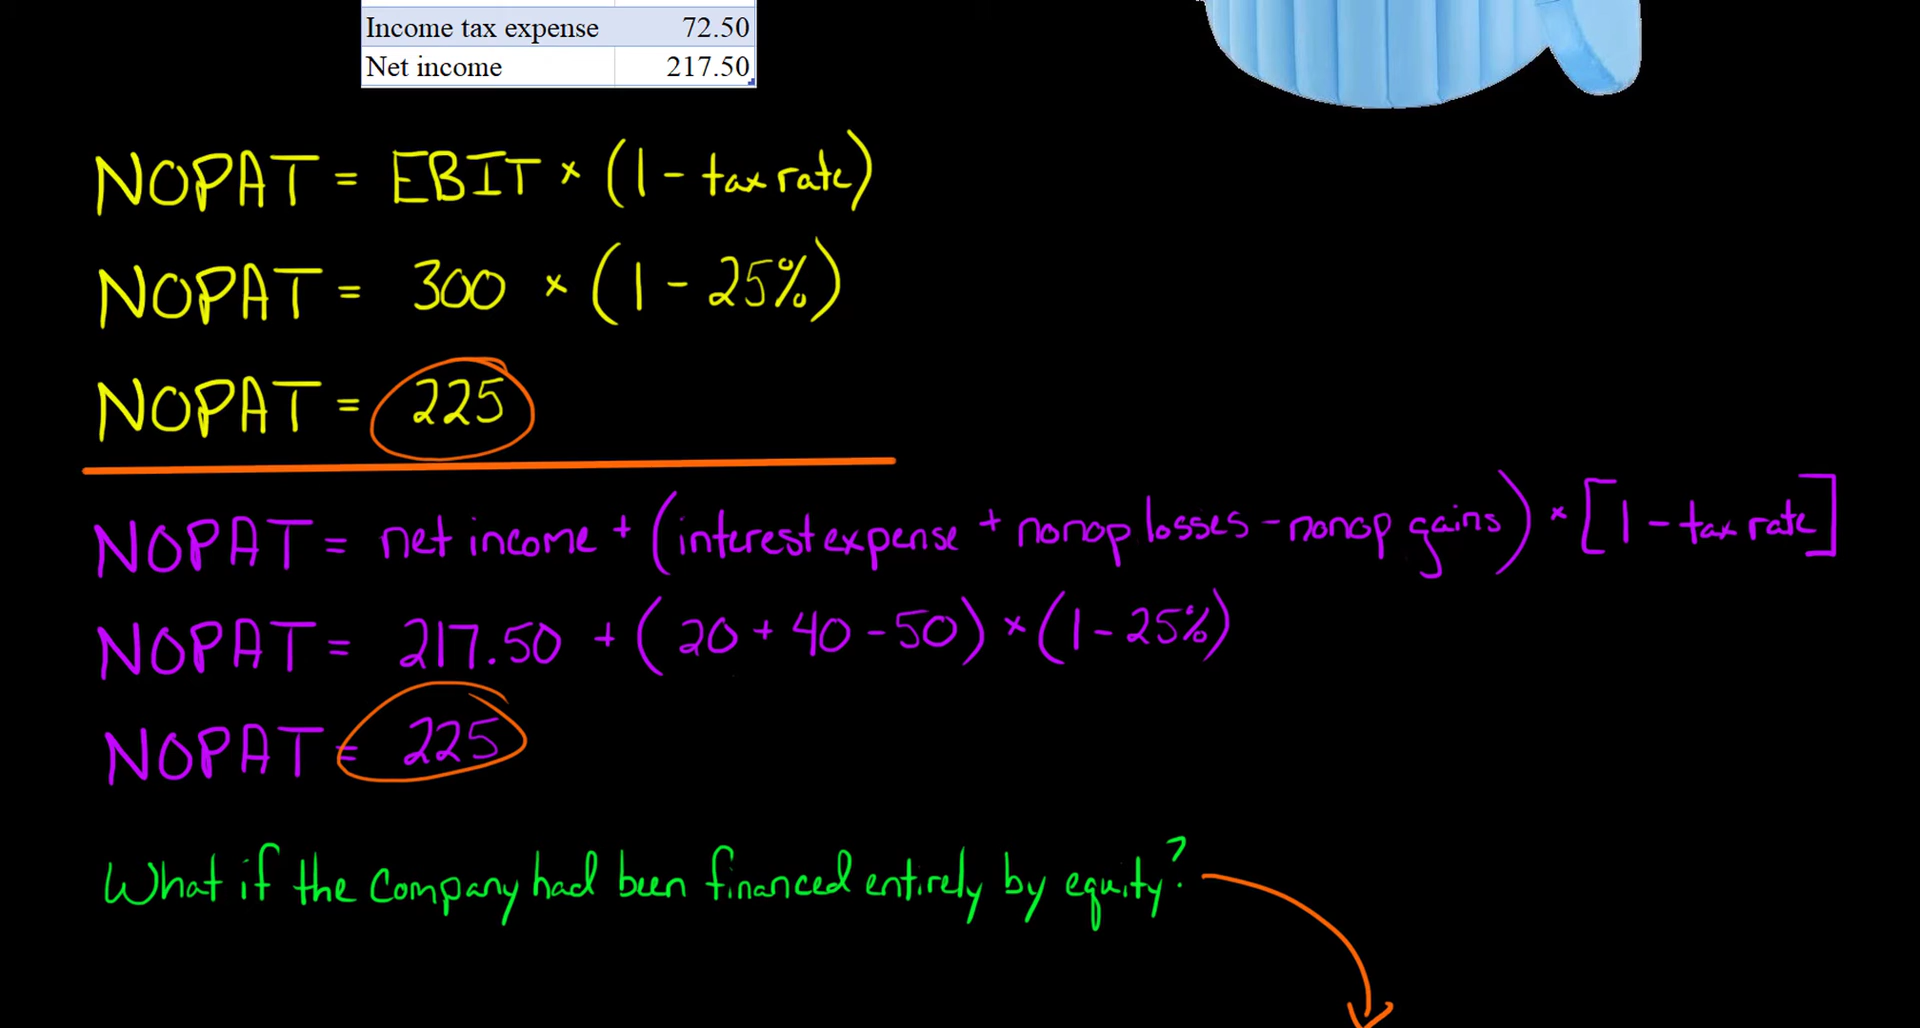 Income tax expense 72.50
Net income 217.50
NOPAT = EBIT × (1 - tax rate)
NOPAT = 300 × (1 - 25%)
NOPAT = 225
NOPAT = net income + (interest expense + nonop losses - nonop gains) × [1 - tax rate]
NOPAT = 217.50 + (20 + 40 - 50) × (1 - 25%)
NOPAT = 225
What if the company had been financed entirely by equity?